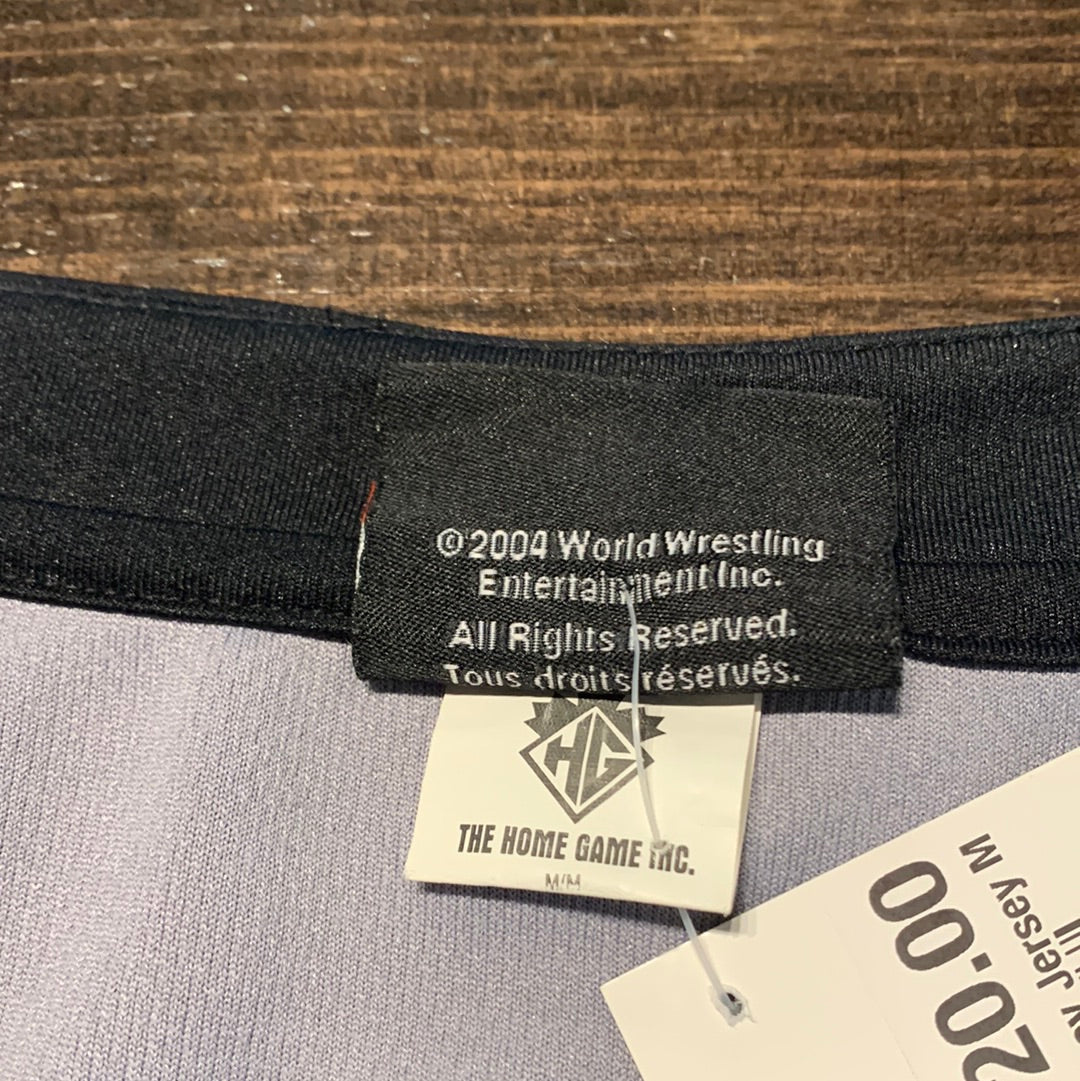 ©2004 World Wrestling
Entertainment Inc.
All Rights Reserved.
Tous droits réservés.
HG
THE HOME GAME INC.
M/M
20.00
Jersey M